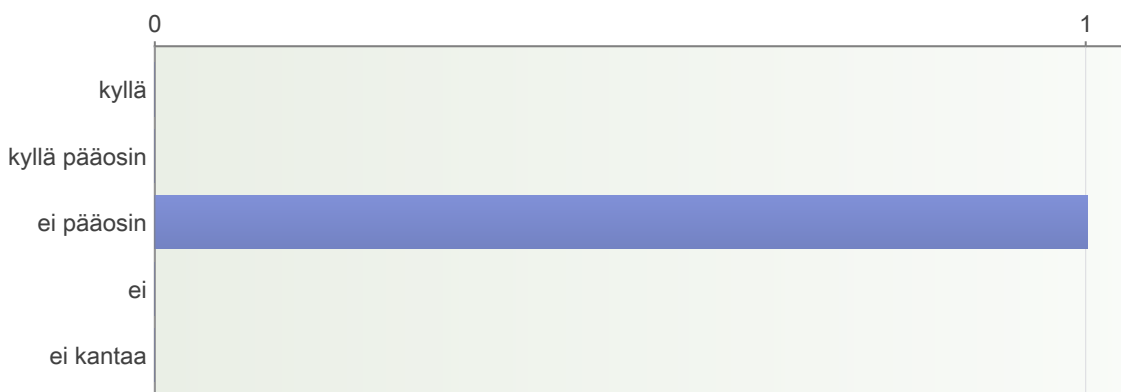 0 1
kyllä
kyllä pääosin
ei pääosin
ei
ei kantaa